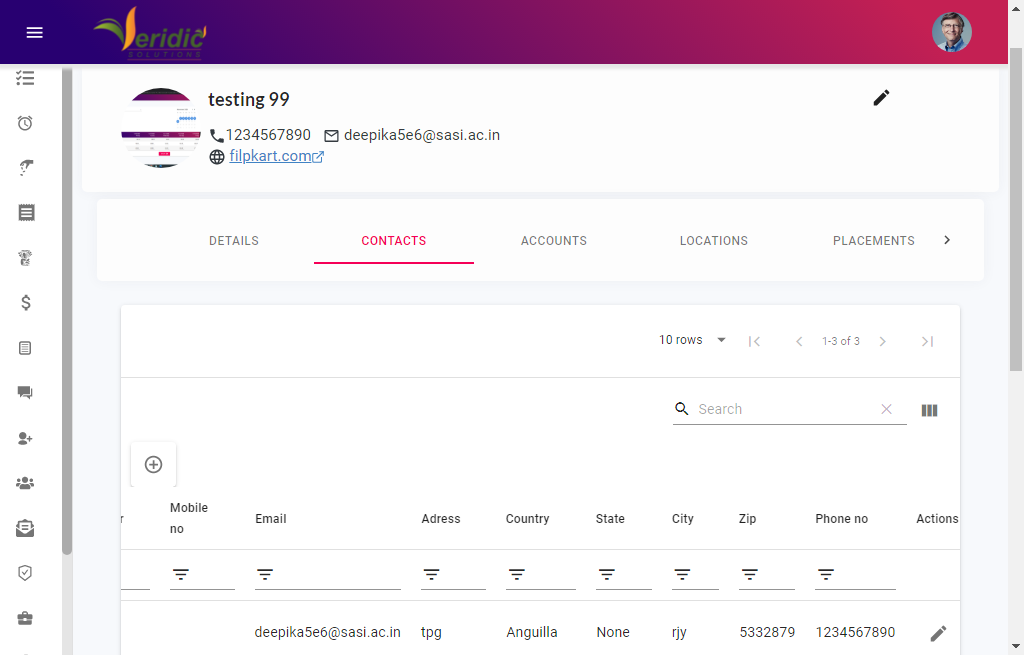 Veridic
SOLUTIONS
testing 99
1234567890 deepika5e6@sasi.ac.in
filpkart.com
DETAILS CONTACTS ACCOUNTS LOCATIONS PLACEMENTS
10 rows 1-3 of 3
Search
Mobile no Email Adress Country State City Zip Phone no Actions
deepika5e6@sasi.ac.in tpg Anguilla None rjy 5332879 1234567890